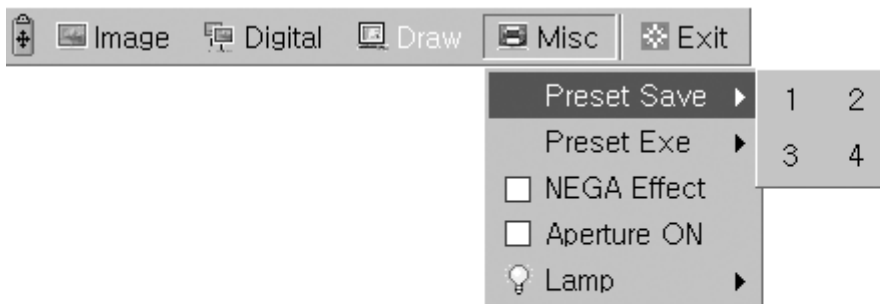 Image Digital Draw Misc Exit
Preset Save 1 2
Preset Exe 3 4
NEGA Effect
Aperture ON
Lamp